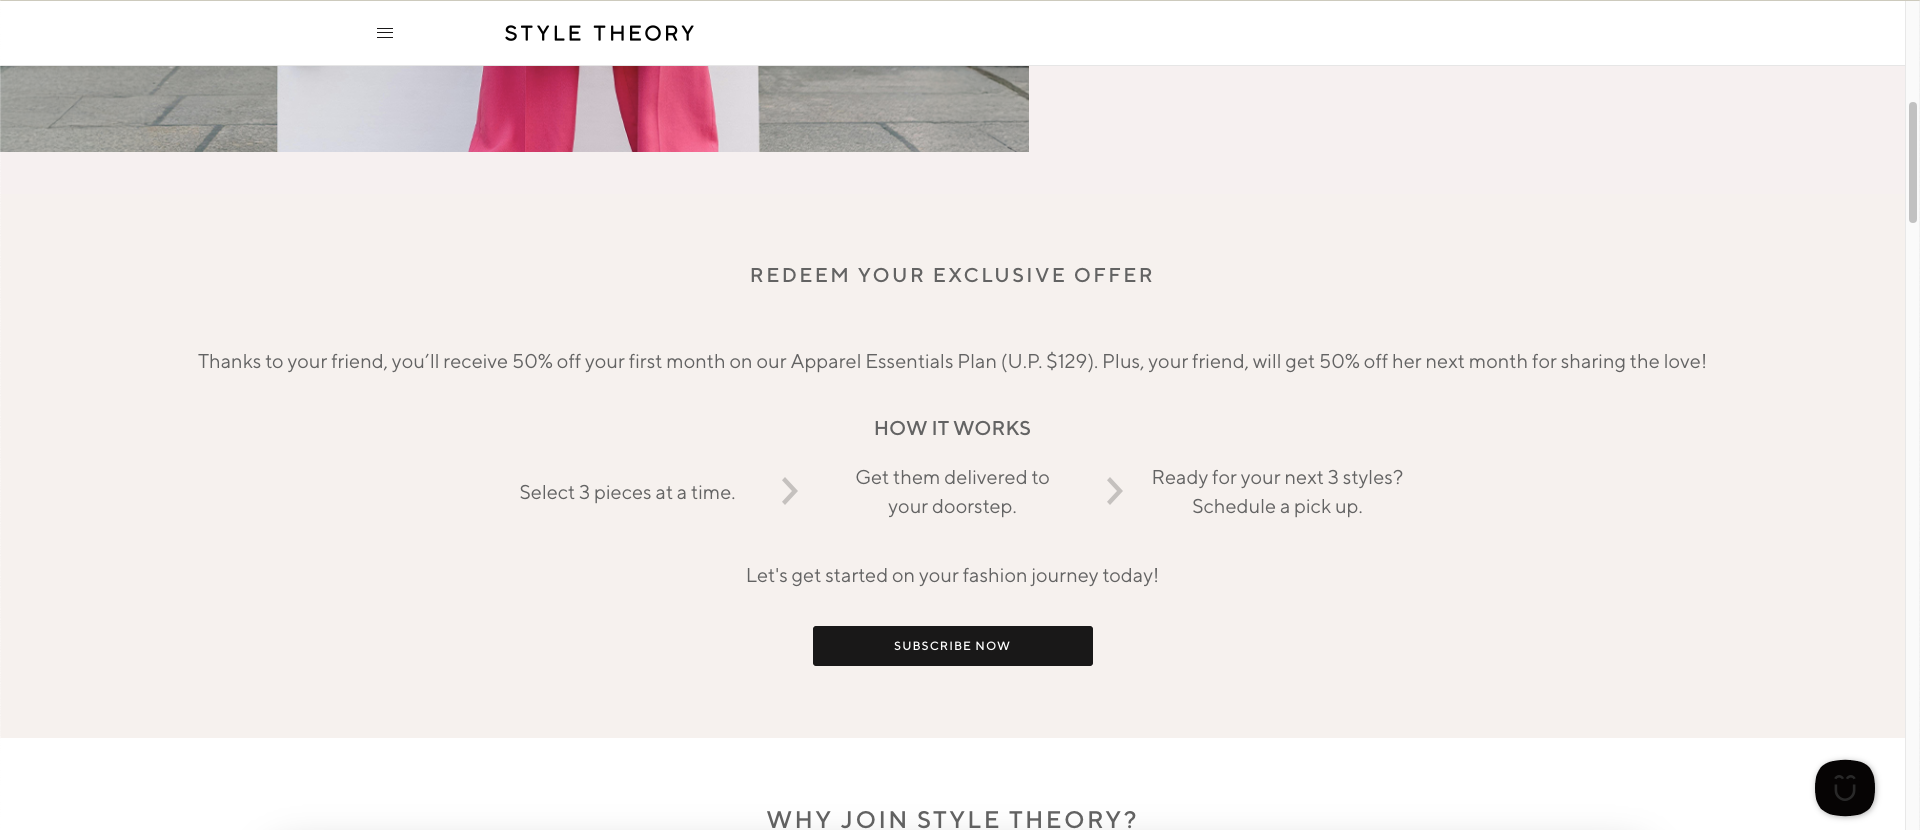 STYLE THEORY
REDEEM YOUR EXCLUSIVE OFFER
Thanks to your friend, you’ll receive 50% off your first month on our Apparel Essentials Plan (U.P. $129). Plus, your friend, will get 50% off her next month for sharing the love!
HOW IT WORKS
Select 3 pieces at a time.
Get them delivered to
your doorstep.
Ready for your next 3 styles?
Schedule a pick up.
Let's get started on your fashion journey today!
SUBSCRIBE NOW
WHY JOIN STYLE THEORY?